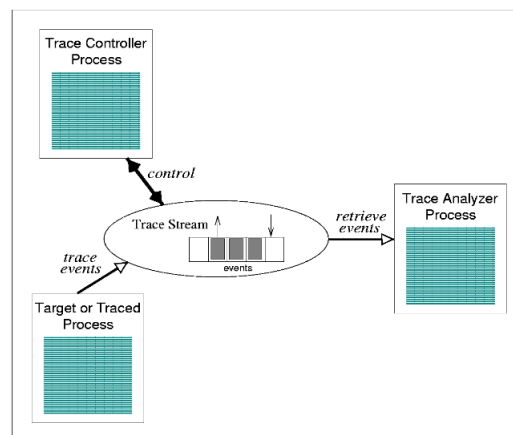 Trace Controller
Process
control
Trace Stream
events
retrieve
events
Trace Analyzer
Process
trace
events
Target or Traced
Process